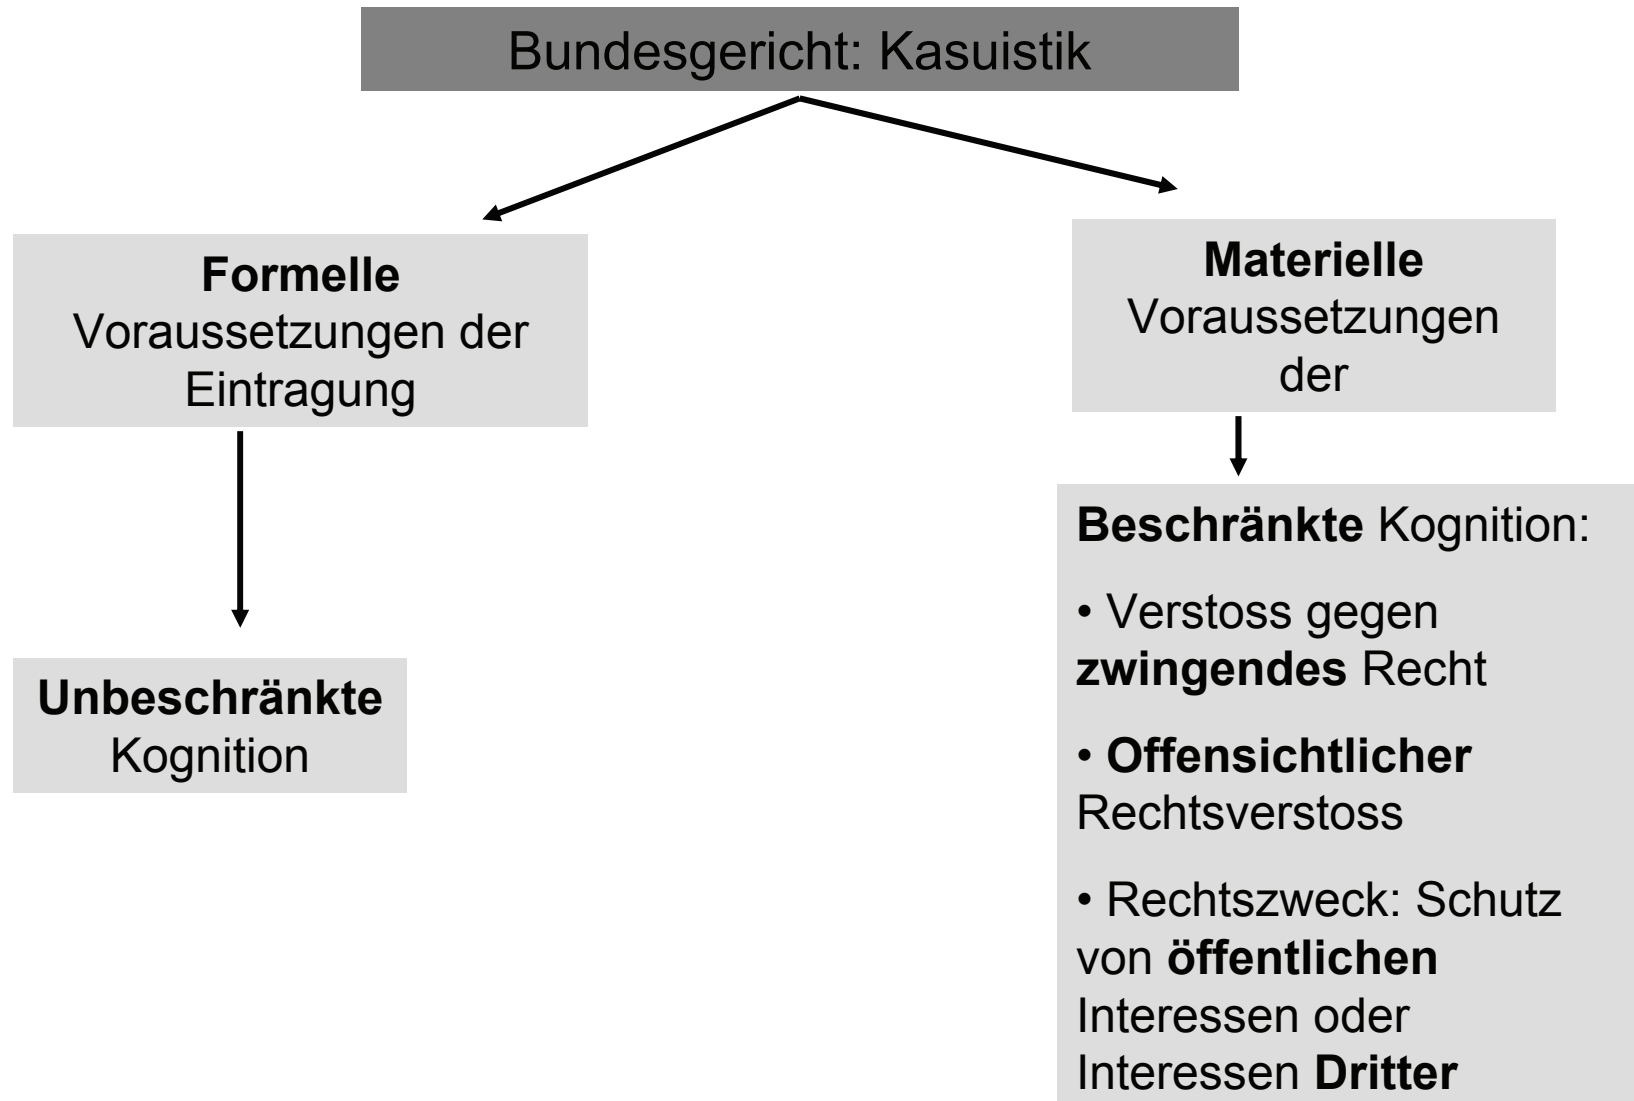 Bundesgericht: Kasuistik
Formelle
Voraussetzungen der
Eintragung
Materielle
Voraussetzungen
der
Unbeschränkte
Kognition
Beschränkte Kognition:
• Verstoss gegen
zwingendes Recht
• Offensichtlicher
Rechtsverstoss
• Rechtszweck: Schutz
von öffentlichen
Interessen oder
Interessen Dritter